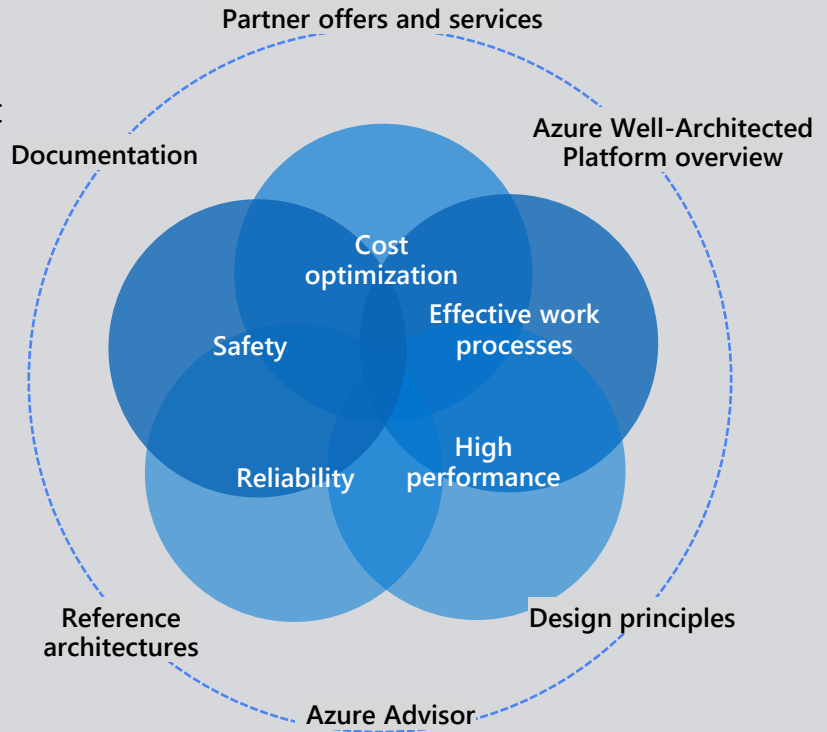 Partner offers and services
Azure Well-Architected
Platform overview
Documentation
Cost
optimization
Effective work
processes
Safety
High
performance
Reliability
Reference
architectures
Design principles
Azure Advisor